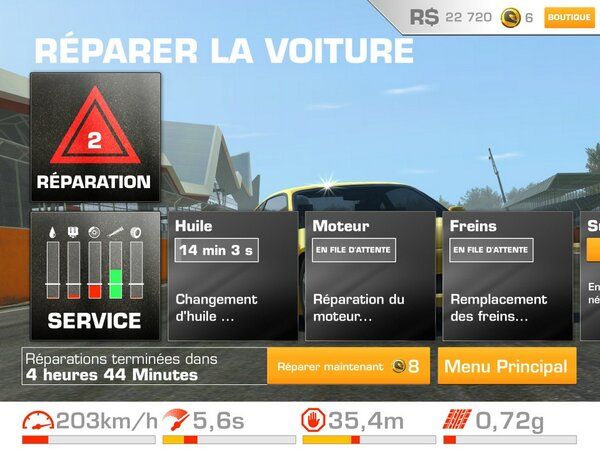 R$ 22 720 6 BOUTIQUE
RÉPARER LA VOITURE
2
RÉPARATION
SERVICE
Huile
14 min 3 s
Changement
d'huile ...
Moteur
EN FILE D'ATTENTE
Réparation du
moteur...
Freins
EN FILE D'ATTENTE
Remplacement
des freins...
Réparations terminées dans
4 heures 44 Minutes
Réparer maintenant 8
Menu Principal
203km/h 5,6s 35,4m 0,72g